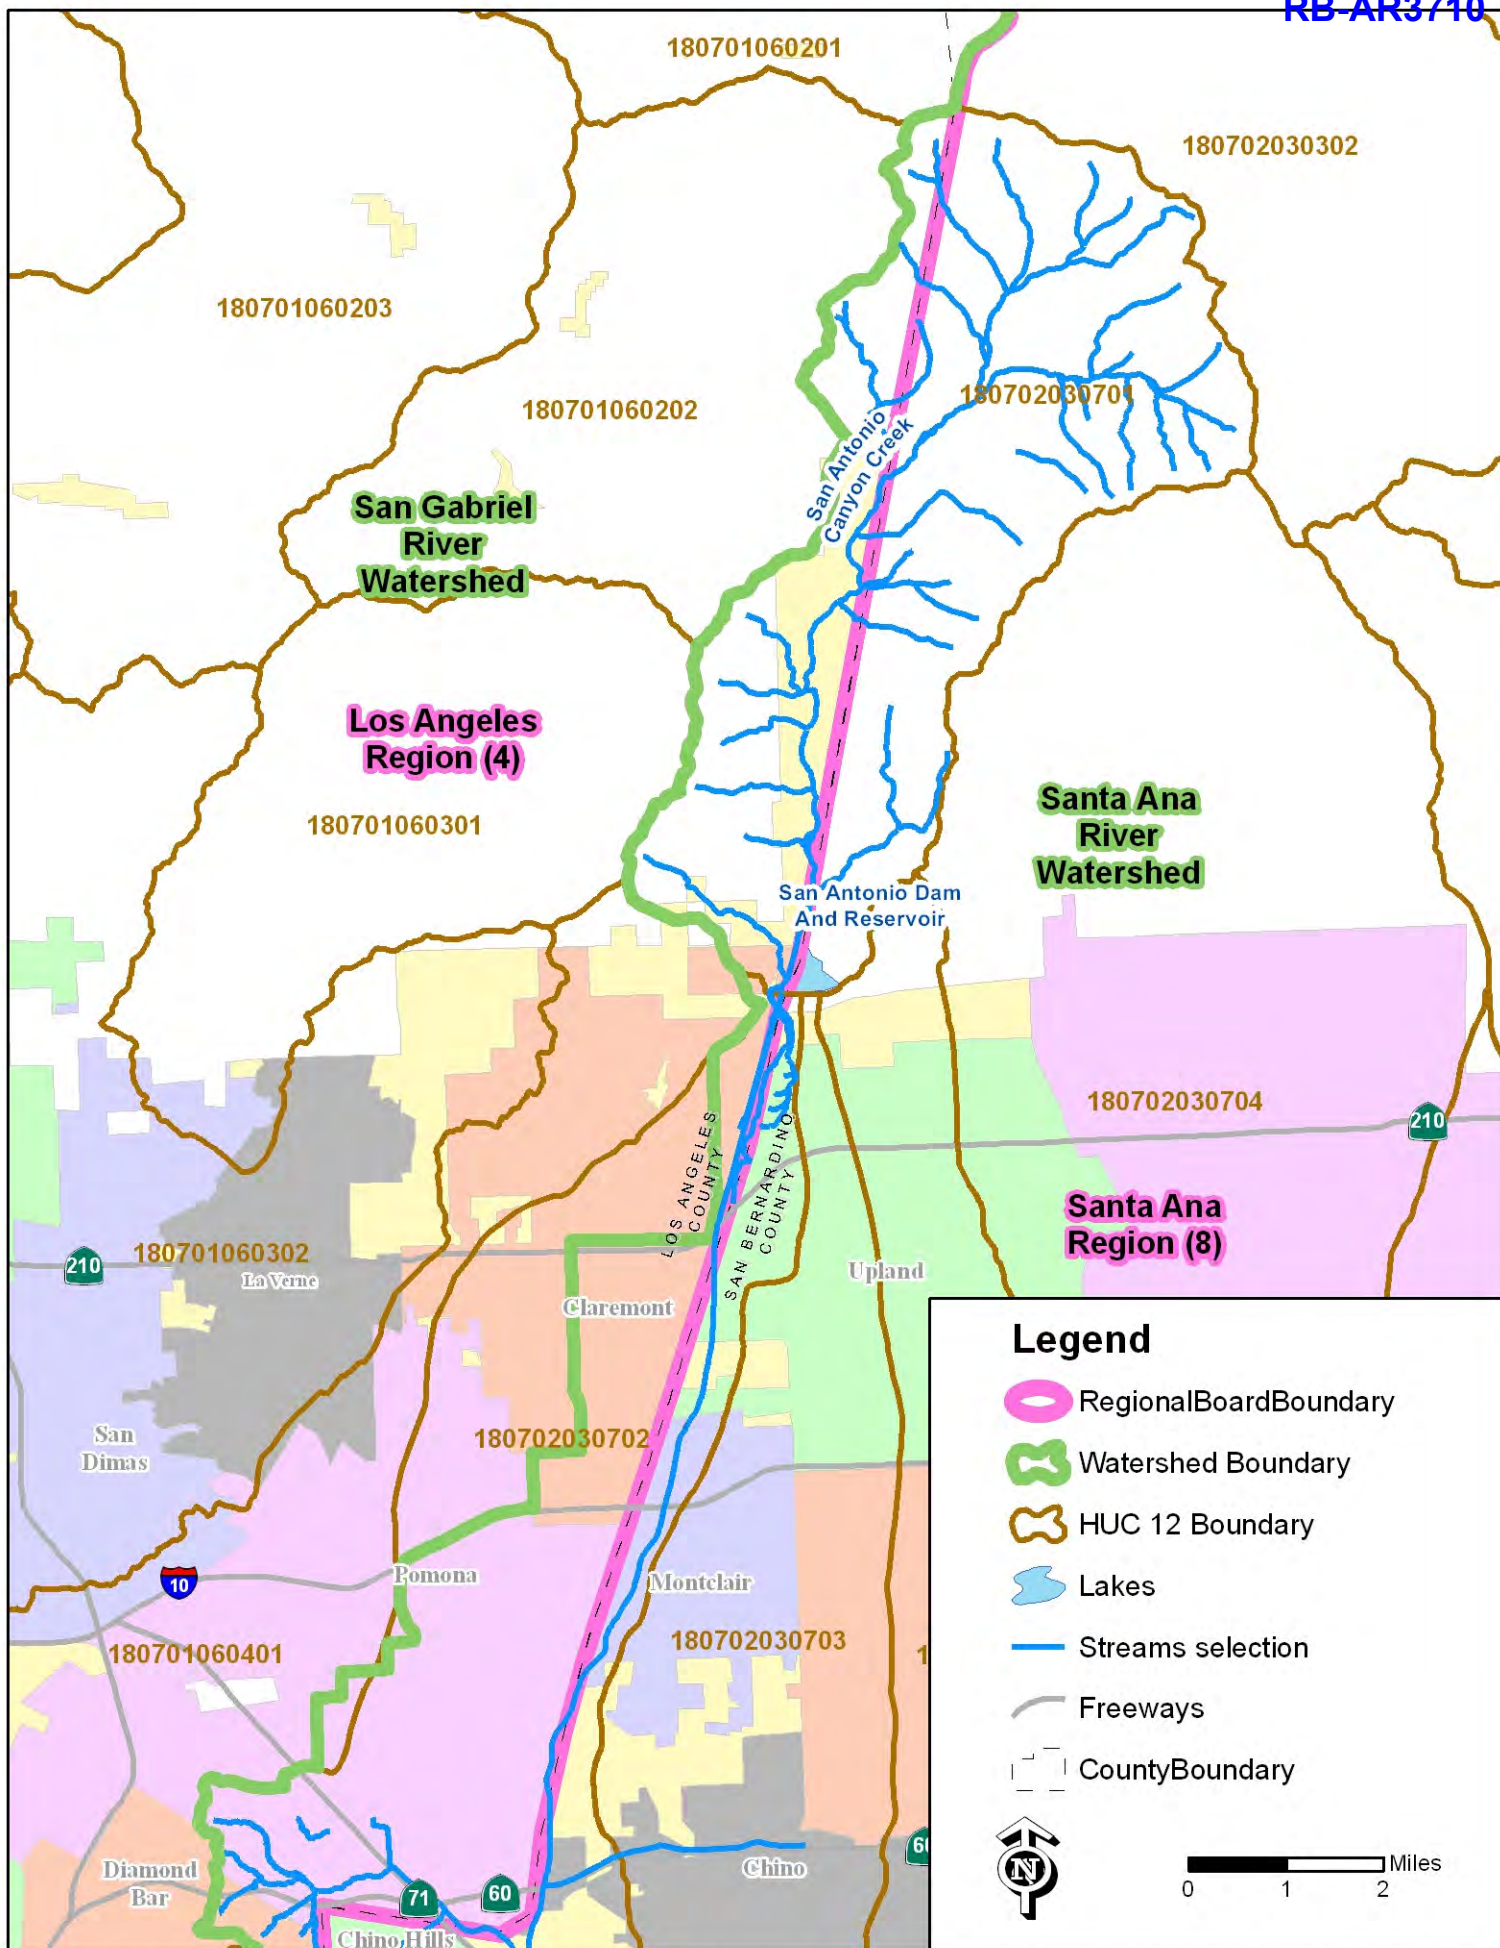 RB-AR3710
180701060201
180702030302
180701060203
180701060202
180702030701
San Antonio
Canyon Creek
San Gabriel
River
Watershed
Los Angeles
Region (4)
180701060301
Santa Ana
River
Watershed
San Antonio Dam
And Reservoir
180702030704
210
LOS ANGELES
COUNTY
SAN BERNARDINO
COUNTY
Santa Ana
Region (8)
180701060302
210
La Verne
Upland
Claremont
San
Dimas
180702030702
10
Pomona
Montclair
180701060401
180702030703
1
Diamond
Bar
71
60
Chino
60
Chino Hills
Legend
RegionalBoardBoundary
Watershed Boundary
HUC 12 Boundary
Lakes
Streams selection
Freeways
CountyBoundary
N
Miles
0 1 2